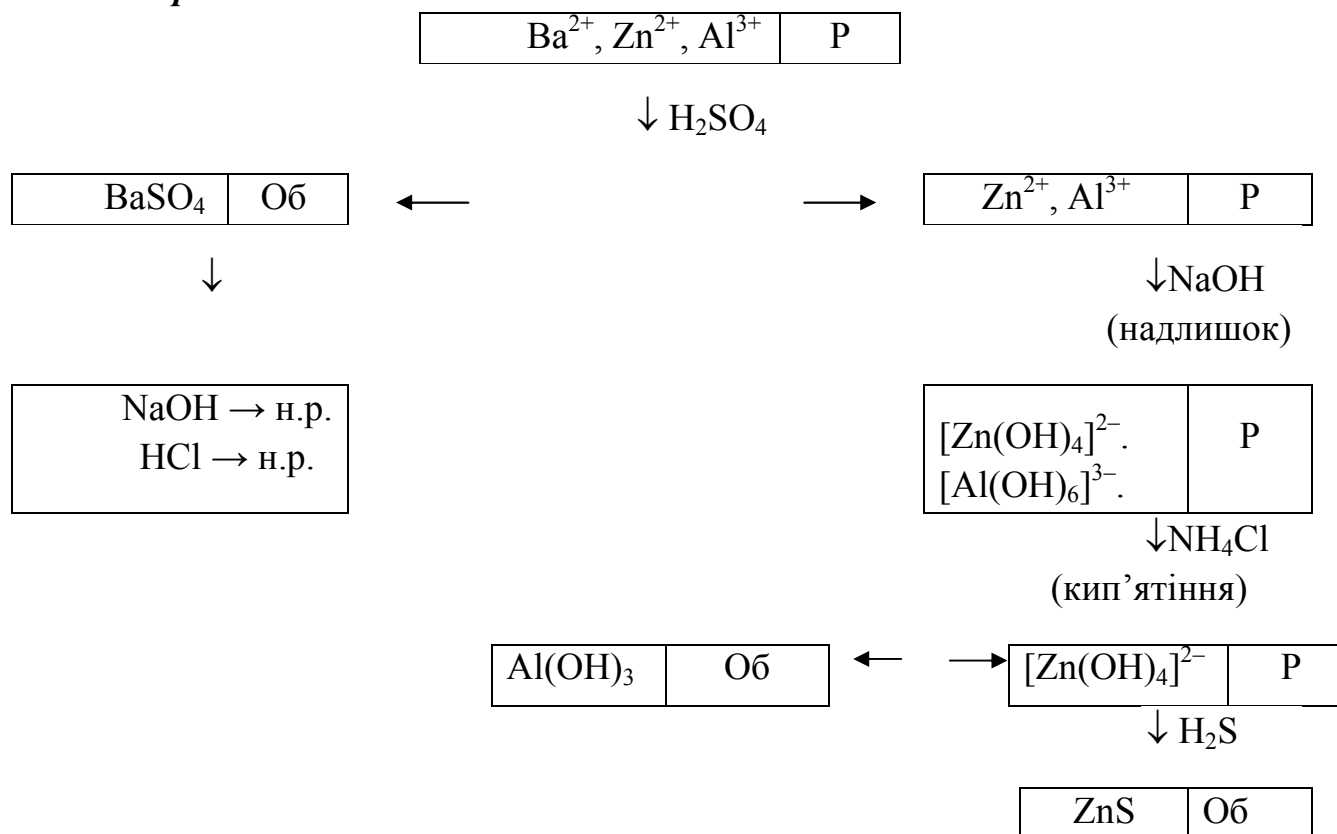 Ba²⁺, Zn²⁺, Al³⁺ Р
↓ H₂SO₄
BaSO₄ Об ← → Zn²⁺, Al³⁺ Р
↓ ↓NaOH
(надлишок)
NaOH → н.р.
HCl → н.р.
[Zn(OH)₄]²⁻. Р
[Al(OH)₆]³⁻.
↓NH₄Cl
(кип’ятіння)
Al(OH)₃ Об ← → [Zn(OH)₄]²⁻ Р
↓ H₂S
ZnS Об